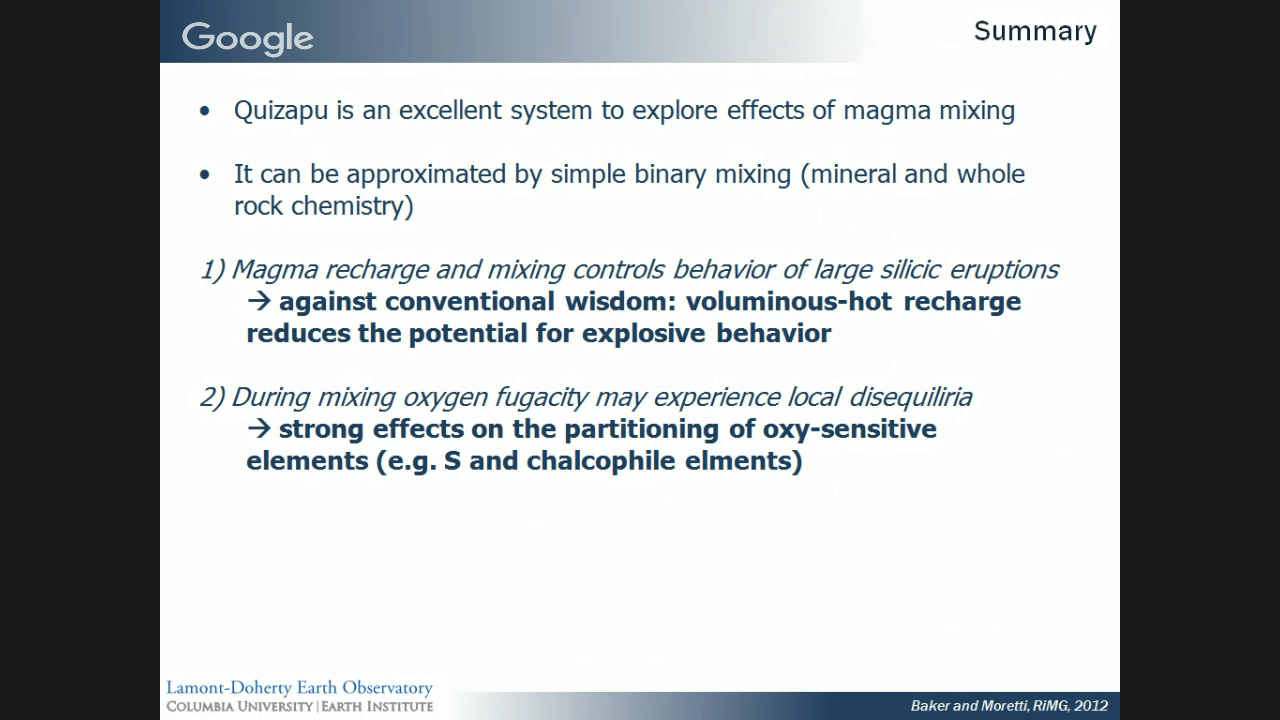 Google
Summary
• Quizapu is an excellent system to explore effects of magma mixing
• It can be approximated by simple binary mixing (mineral and whole
rock chemistry)
1) Magma recharge and mixing controls behavior of large silicic eruptions
→ against conventional wisdom: voluminous-hot recharge
reduces the potential for explosive behavior
2) During mixing oxygen fugacity may experience local disequiliria
→ strong effects on the partitioning of oxy-sensitive
elements (e.g. S and chalcophile elments)
Lamont-Doherty Earth Observatory
COLUMBIA UNIVERSITY | EARTH INSTITUTE
Baker and Moretti, RiMG, 2012